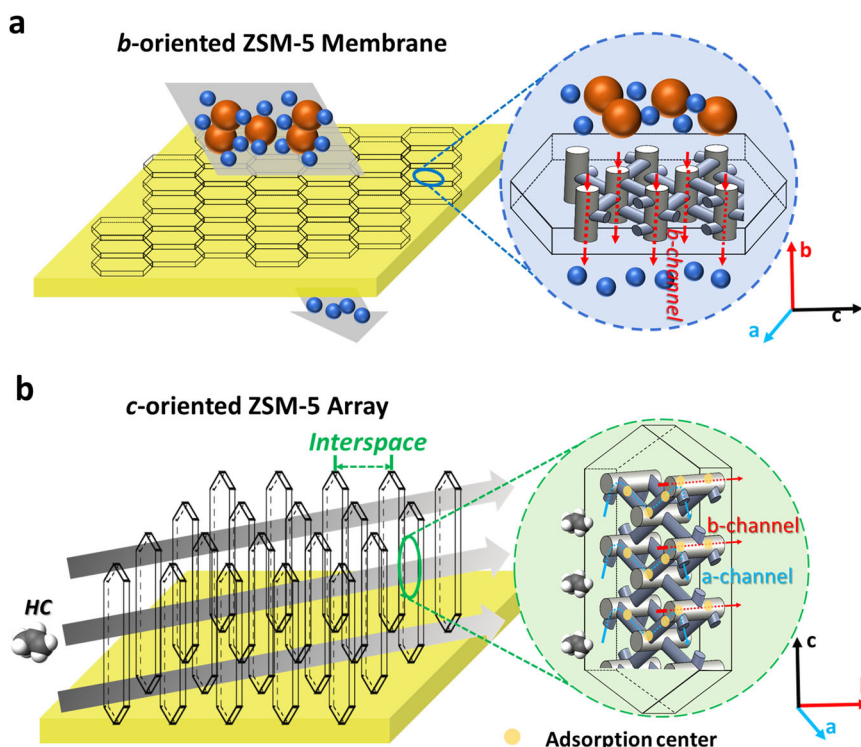 a
b-oriented ZSM-5 Membrane
b-channel
b
c
a
b
c-oriented ZSM-5 Array
Interspace
HC
b-channel
a-channel
c
a
Adsorption center